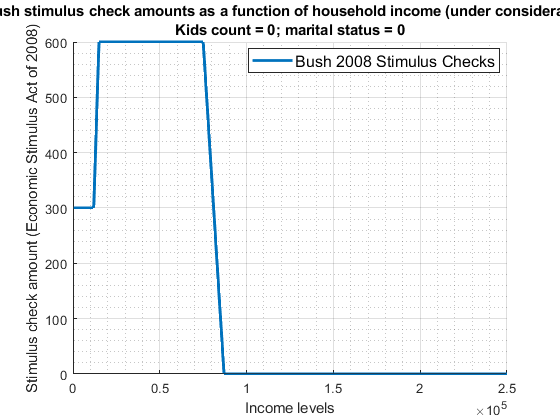 stimulus check amounts as a function of household income (under
Kids count = 0; marital status = 0
Bush 2008 Stimulus Checks
Stimulus check amount (Economic Stimulus Act of 2008)
600
500
400
300
200
100
0
0 0.5 1 1.5 2 2.5
×10^5
Income levels